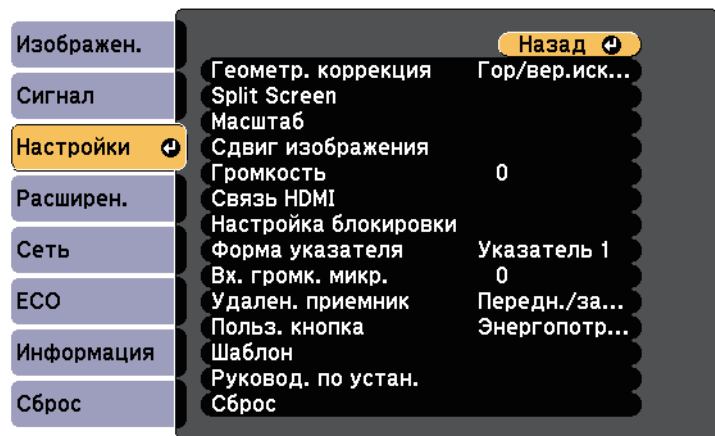 Изображен.
Сигнал
Настройки
Расширен.
Сеть
ECO
Информация
Сброс
Назад
Геометр. коррекция Гор/вер.иск...
Split Screen
Масштаб
Сдвиг изображения
Громкость 0
Связь HDMI
Настройка блокировки
Форма указателя Указатель 1
Вх. громк. микр. 0
Удален. приемник Передн./за...
Польз. кнопка Энергопотр...
Шаблон
Руковод. по устан.
Сброс